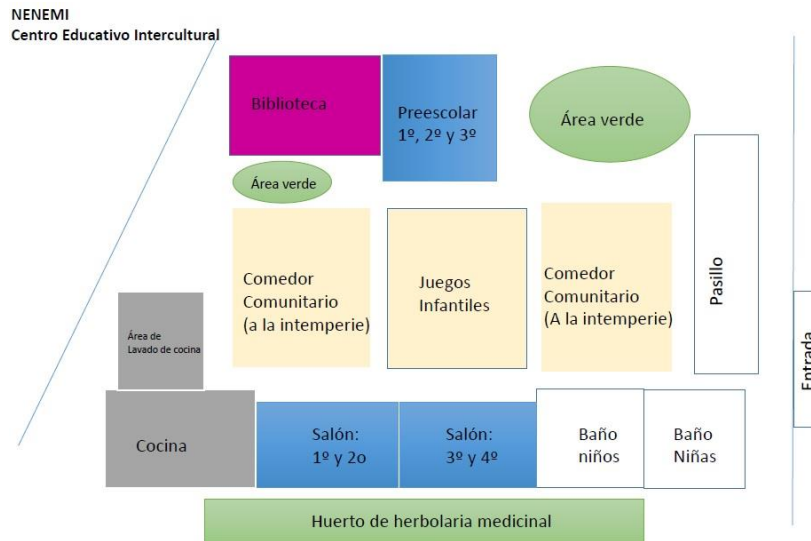 NENEMI
Centro Educativo Intercultural
Biblioteca
Preescolar
1º, 2º y 3º
Área verde
Área verde
Comedor
Comunitario
(a la intemperie)
Juegos
Infantiles
Comedor
Comunitario
(A la intemperie)
Pasillo
Entrada
Área de
Lavado de cocina
Cocina
Salón:
1º y 2o
Salón:
3º y 4º
Baño
niños
Baño
Niñas
Huerto de herbolaria medicinal